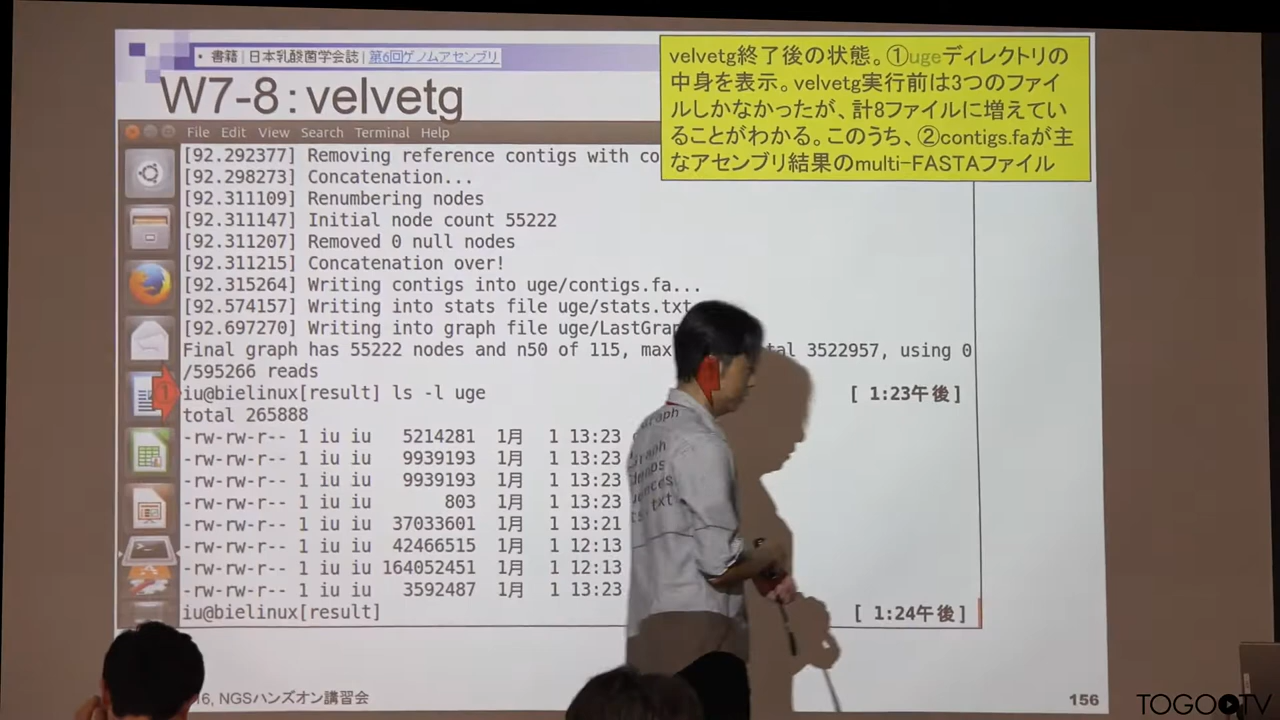 • 書籍 | 日本乳酸菌学会誌 | 第6回ゲノムアセンブリ
W7-8：velvetg
velvetg終了後の状態。①ugeディレクトリの
中身を表示。velvetg実行前は3つのファイ
ルしかなかったが、計8ファイルに増えてい
ることがわかる。このうち、②contigs.faが主
なアセンブリ結果のmulti-FASTAファイル
File Edit View Search Terminal Help
[92.292377] Removing reference contigs with co
[92.298273] Concatenation...
[92.311109] Renumbering nodes
[92.311147] Initial node count 55222
[92.311207] Removed 0 null nodes
[92.311215] Concatenation over!
[92.315264] Writing contigs into uge/contigs.fa...
[92.574157] Writing into stats file uge/stats.txt
[92.697270] Writing into graph file uge/LastGra
Final graph has 55222 nodes and n50 of 115, max tal 3522957, using 0
/595266 reads
① iu@bielinux[result] ls -l uge [ 1:23午後]
total 265888
-rw-rw-r-- 1 iu iu 5214281 1月 1 13:23
-rw-rw-r-- 1 iu iu 9939193 1月 1 13:23
-rw-rw-r-- 1 iu iu 9939193 1月 1 13:23
-rw-rw-r-- 1 iu iu 803 1月 1 13:23
-rw-rw-r-- 1 iu iu 37033601 1月 1 13:21
-rw-rw-r-- 1 iu iu 42466515 1月 1 12:13
-rw-rw-r-- 1 iu iu 164052451 1月 1 12:13
-rw-rw-r-- 1 iu iu 3592487 1月 1 13:23
iu@bielinux[result] [ 1:24午後]
16, NGSハンズオン講習会
156
TOGOTV